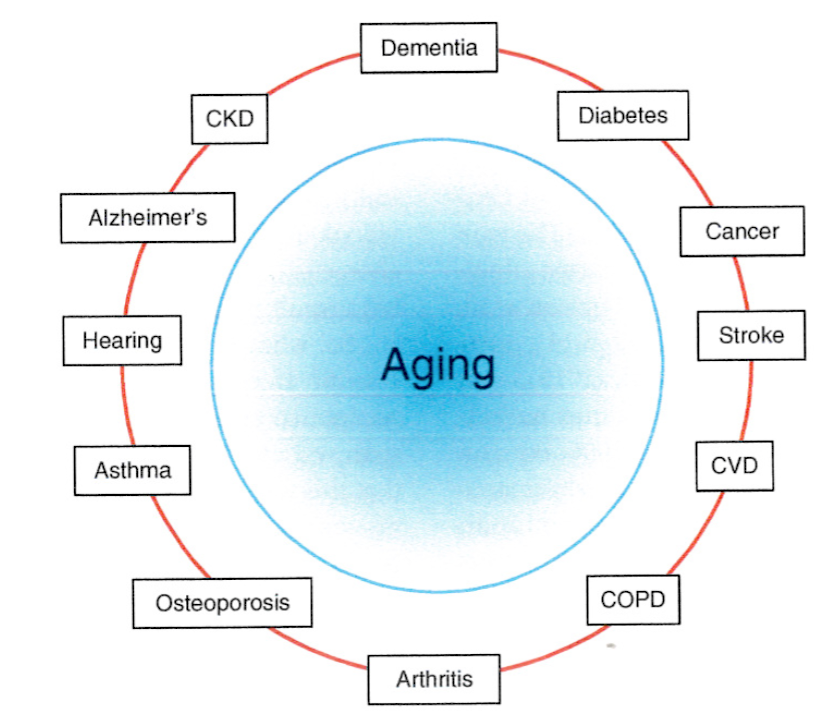 Dementia
Diabetes
CKD
Alzheimer's
Cancer
Hearing
Stroke
Aging
Asthma
CVD
Osteoporosis
COPD
Arthritis